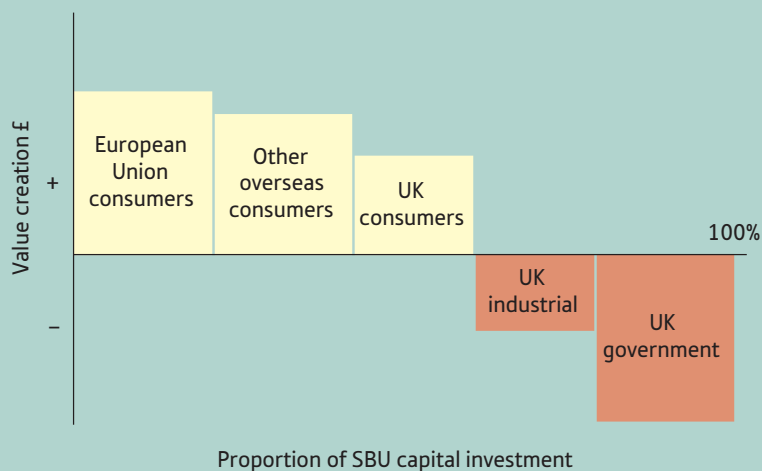 Value creation £
+
–
European
Union
consumers
Other
overseas
consumers
UK
consumers
100%
UK
industrial
UK
government
Proportion of SBU capital investment